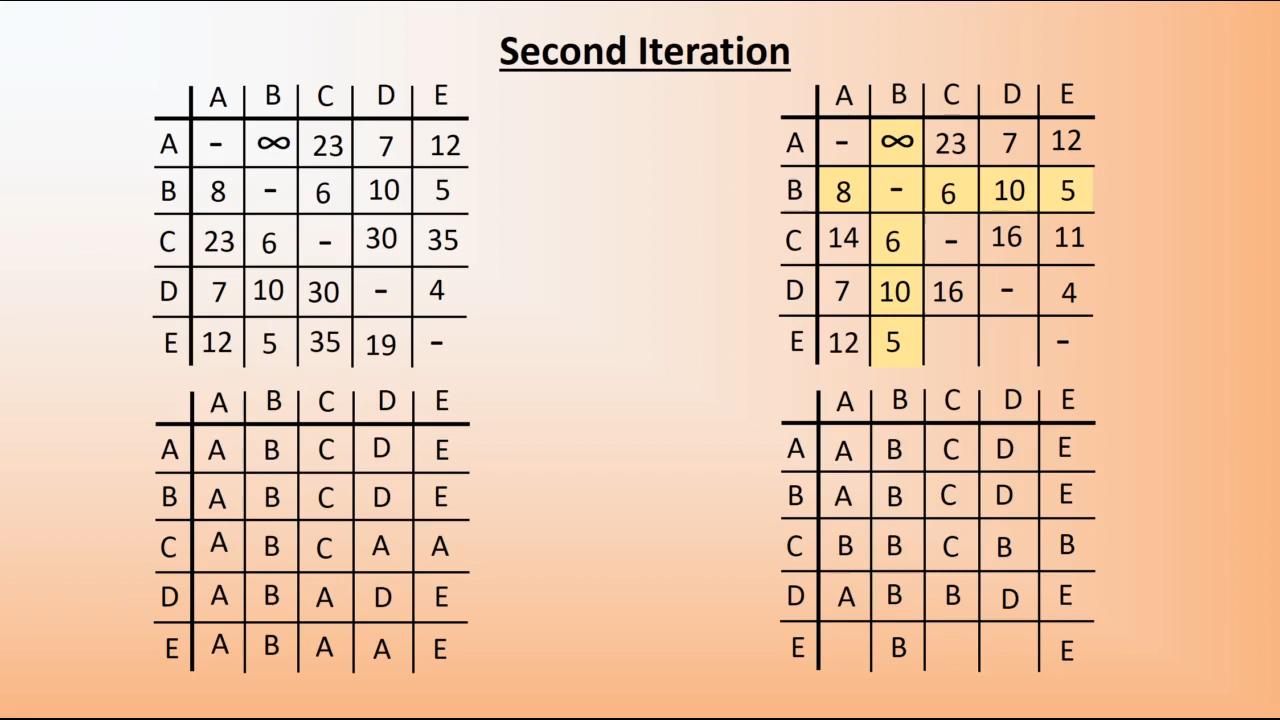 Second Iteration
A B C D E
A - ∞ 23 7 12
B 8 - 6 10 5
C 23 6 - 30 35
D 7 10 30 - 4
E 12 5 35 19 -
A B C D E
A - ∞ 23 7 12
B 8 - 6 10 5
C 14 6 - 16 11
D 7 10 16 - 4
E 12 5 -
A B C D E
A A B C D E
B A B C D E
C A B C A A
D A B A D E
E A B A A E
A B C D E
A A B C D E
B A B C D E
C B B C B B
D A B B D E
E B E